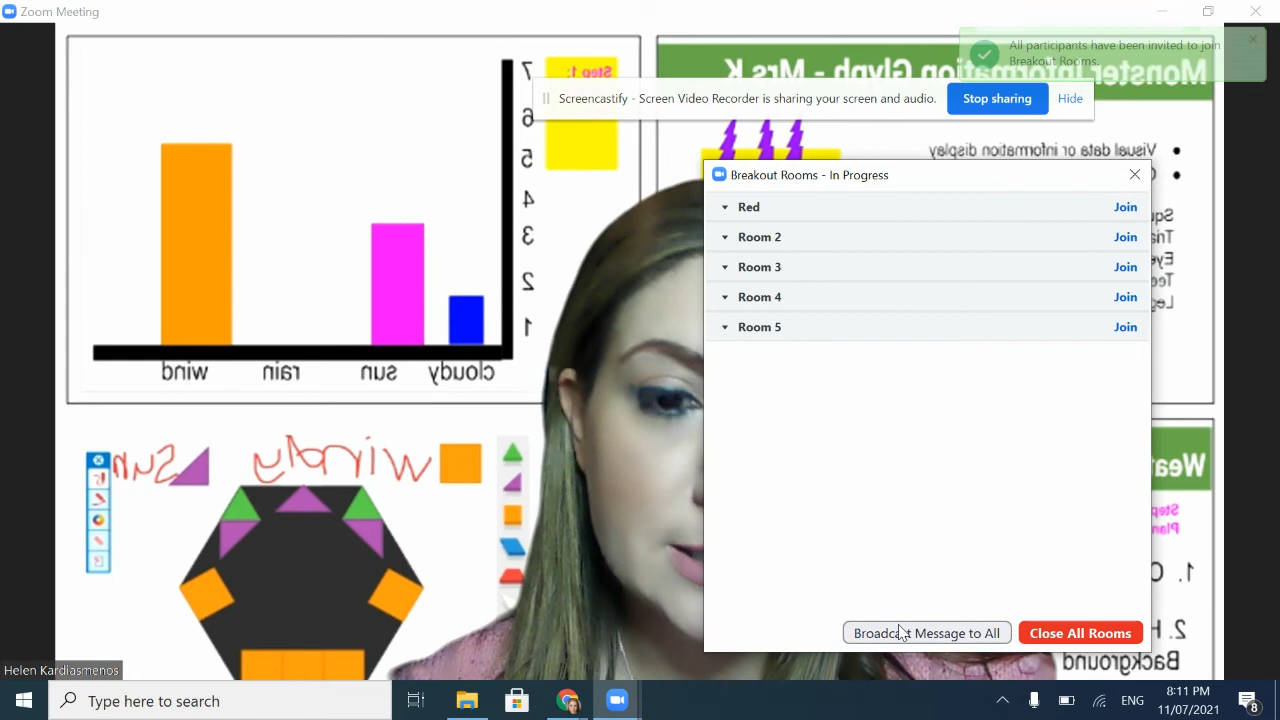 Zoom Meeting
All participants have been invited to join
Breakout Rooms.
Step 1:
Monster Information Glyph - Mrs K
Screencastify - Screen Video Recorder is sharing your screen and audio.
Stop sharing
Hide
7
6
5
4
3
2
1
wind
rain
sun
cloudy
Visual data or information display
Breakout Rooms - In Progress
Red
Join
Room 2
Join
Room 3
Join
Room 4
Join
Room 5
Join
Broadcast Message to All
Close All Rooms
Sun
windy
1.
2.
Background
Helen Kardiasmenos
Type here to search
ENG
8:11 PM
11/07/2021
8